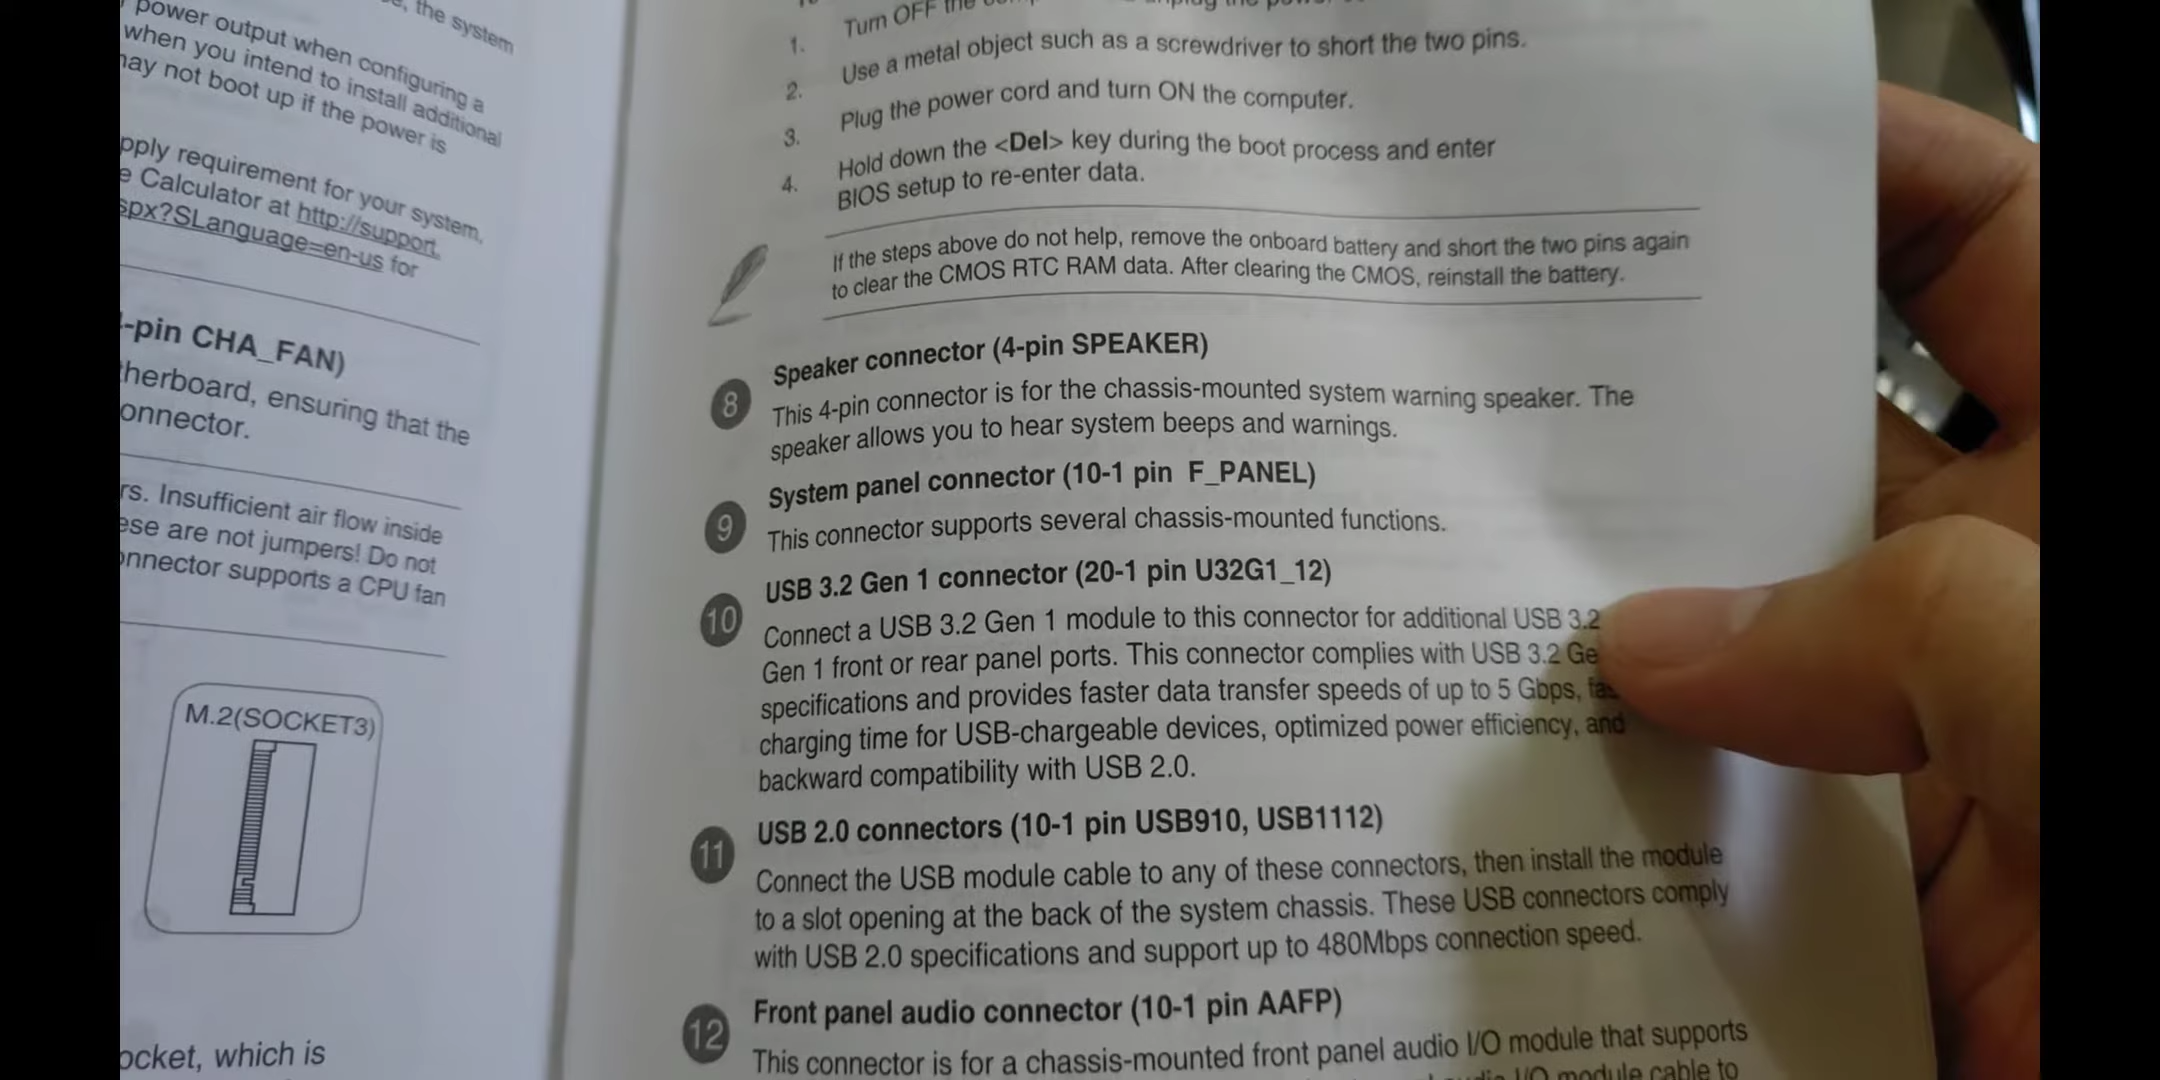 the system
power output when configuring a
when you intend to install additional
may not boot up if the power is
pply requirement for your system,
e Calculator at http://support.
spx?SLanguage=en-us for
-pin CHA_FAN)
therboard, ensuring that the
onnector.
rs. Insufficient air flow inside
ese are not jumpers! Do not
onnector supports a CPU fan
M.2(SOCKET3)
ocket, which is
1. Turn OFF the
2. Use a metal object such as a screwdriver to short the two pins.
3. Plug the power cord and turn ON the computer.
4. Hold down the <Del> key during the boot process and enter
BIOS setup to re-enter data.
If the steps above do not help, remove the onboard battery and short the two pins again
to clear the CMOS RTC RAM data. After clearing the CMOS, reinstall the battery.
8 Speaker connector (4-pin SPEAKER)
This 4-pin connector is for the chassis-mounted system warning speaker. The
speaker allows you to hear system beeps and warnings.
9 System panel connector (10-1 pin F_PANEL)
This connector supports several chassis-mounted functions.
10 USB 3.2 Gen 1 connector (20-1 pin U32G1_12)
Connect a USB 3.2 Gen 1 module to this connector for additional USB 3.2
Gen 1 front or rear panel ports. This connector complies with USB 3.2 Ge
specifications and provides faster data transfer speeds of up to 5 Gbps, fas
charging time for USB-chargeable devices, optimized power efficiency, and
backward compatibility with USB 2.0.
11 USB 2.0 connectors (10-1 pin USB910, USB1112)
Connect the USB module cable to any of these connectors, then install the module
to a slot opening at the back of the system chassis. These USB connectors comply
with USB 2.0 specifications and support up to 480Mbps connection speed.
12 Front panel audio connector (10-1 pin AAFP)
This connector is for a chassis-mounted front panel audio I/O module that supports
I/O module cable to